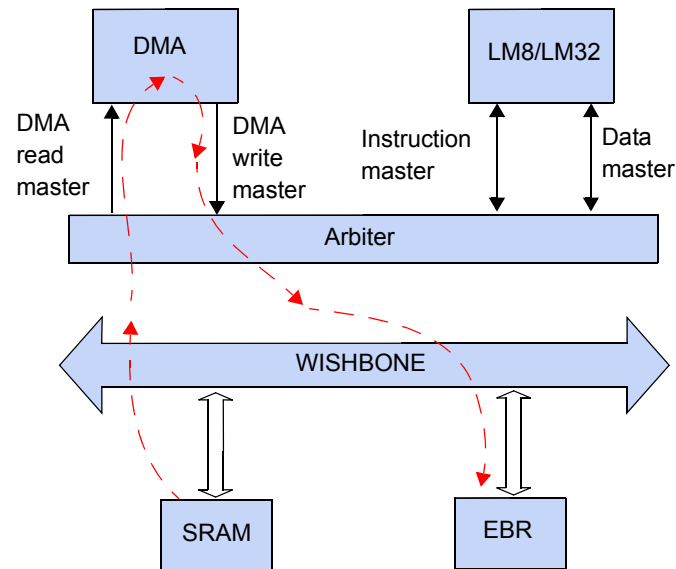 DMA
LM8/LM32
DMA
read
master
DMA
write
master
Instruction
master
Data
master
Arbiter
WISHBONE
SRAM
EBR